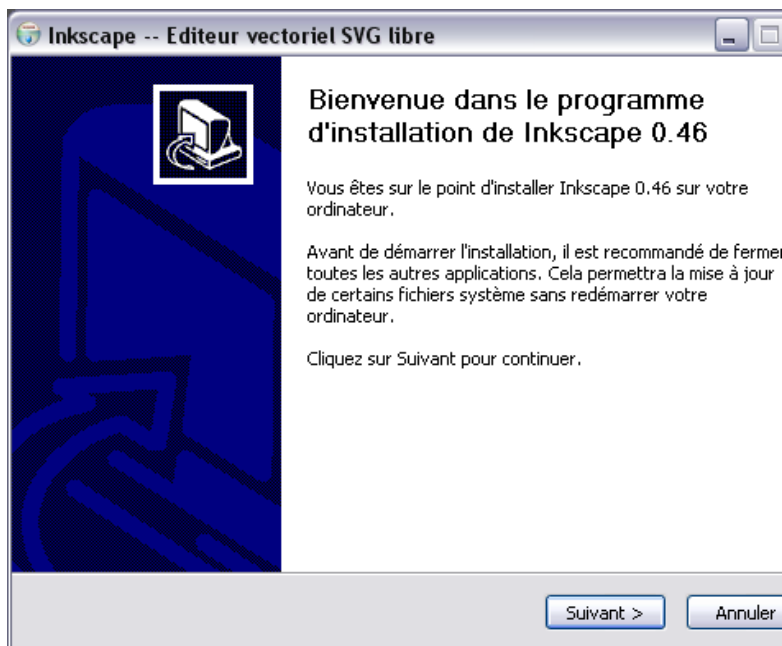 Inkscape -- Editeur vectoriel SVG libre
Bienvenue dans le programme
d'installation de Inkscape 0.46
Vous êtes sur le point d'installer Inkscape 0.46 sur votre
ordinateur.
Avant de démarrer l'installation, il est recommandé de fermer
toutes les autres applications. Cela permettra la mise à jour
de certains fichiers système sans redémarrer votre
ordinateur.
Cliquez sur Suivant pour continuer.
Suivant >
Annuler